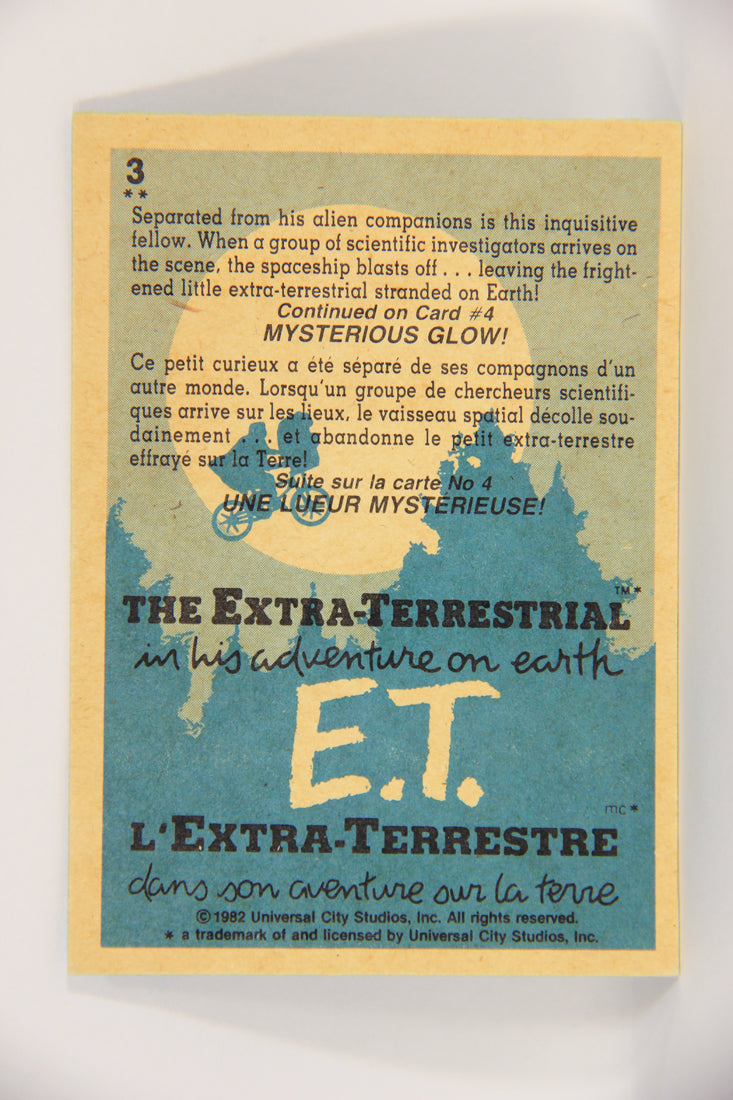 3
**
Separated from his alien companions is this inquisitive
fellow. When a group of scientific investigators arrives on
the scene, the spaceship blasts off . . . leaving the fright-
ened little extra-terrestrial stranded on Earth!
Continued on Card #4
MYSTERIOUS GLOW!
Ce petit curieux a été séparé de ses compagnons d'un
autre monde. Lorsqu'un groupe de chercheurs scientifi-
ques arrive sur les lieux, le vaisseau spatial décolle sou-
dainement . . . et abandonne le petit extra-terrestre
effrayé sur la Terre!
Suite sur la carte No 4
UNE LUEUR MYSTÉRIEUSE!
THE EXTRA-TERRESTRIAL TM*
in his adventure on earth
E.T.
mc*
L'EXTRA-TERRESTRE
dans son aventure sur la terre
©1982 Universal City Studios, Inc. All rights reserved.
* a trademark of and licensed by Universal City Studios, Inc.